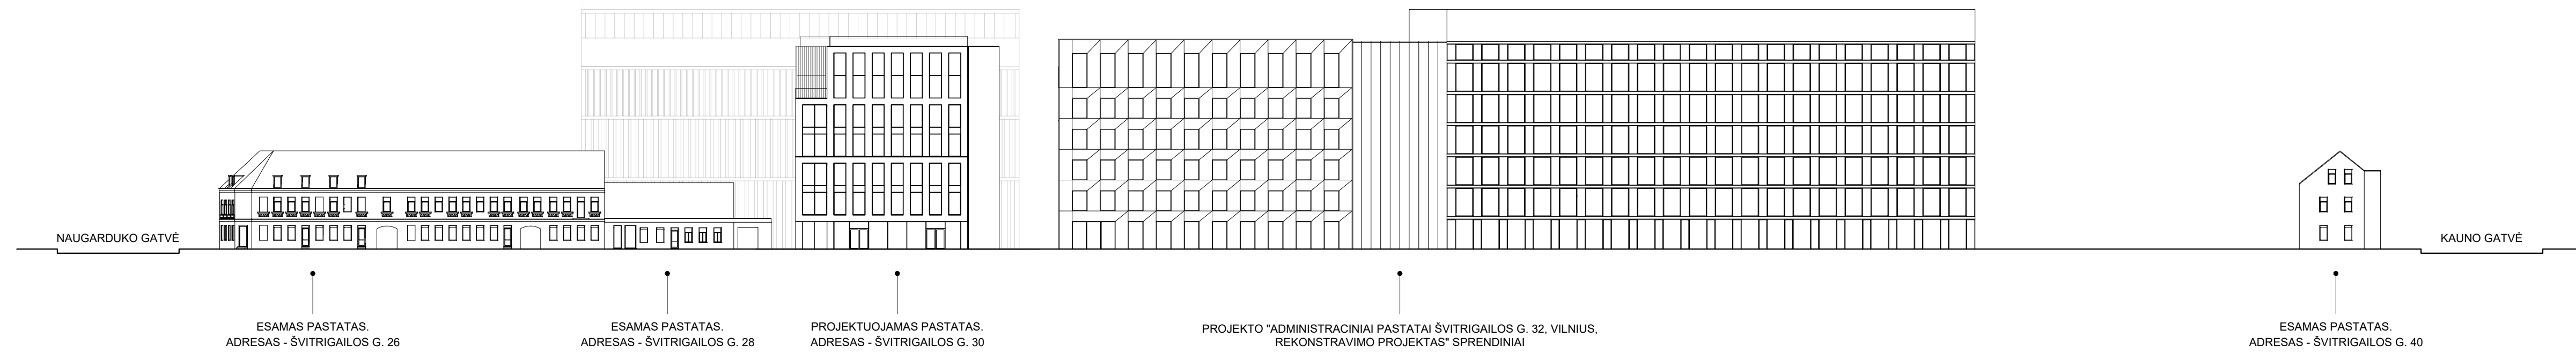 NAUGARDUKO GATVĖ
KAUNO GATVĖ
ESAMAS PASTATAS.
ADRESAS - ŠVITRIGAILOS G. 26
ESAMAS PASTATAS.
ADRESAS - ŠVITRIGAILOS G. 28
PROJEKTUOJAMAS PASTATAS.
ADRESAS - ŠVITRIGAILOS G. 30
PROJEKTO "ADMINISTRACINIAI PASTATAI ŠVITRIGAILOS G. 32, VILNIUS,
REKONSTRAVIMO PROJEKTAS" SPRENDINIAI
ESAMAS PASTATAS.
ADRESAS - ŠVITRIGAILOS G. 40